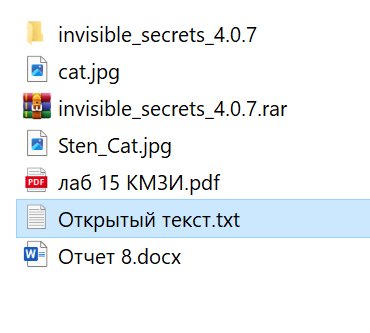 invisible_secrets_4.0.7
cat.jpg
invisible_secrets_4.0.7.rar
Sten_Cat.jpg
PDF лаб 15 КМЗИ.pdf
Открытый текст.txt
W Отчет 8.docx